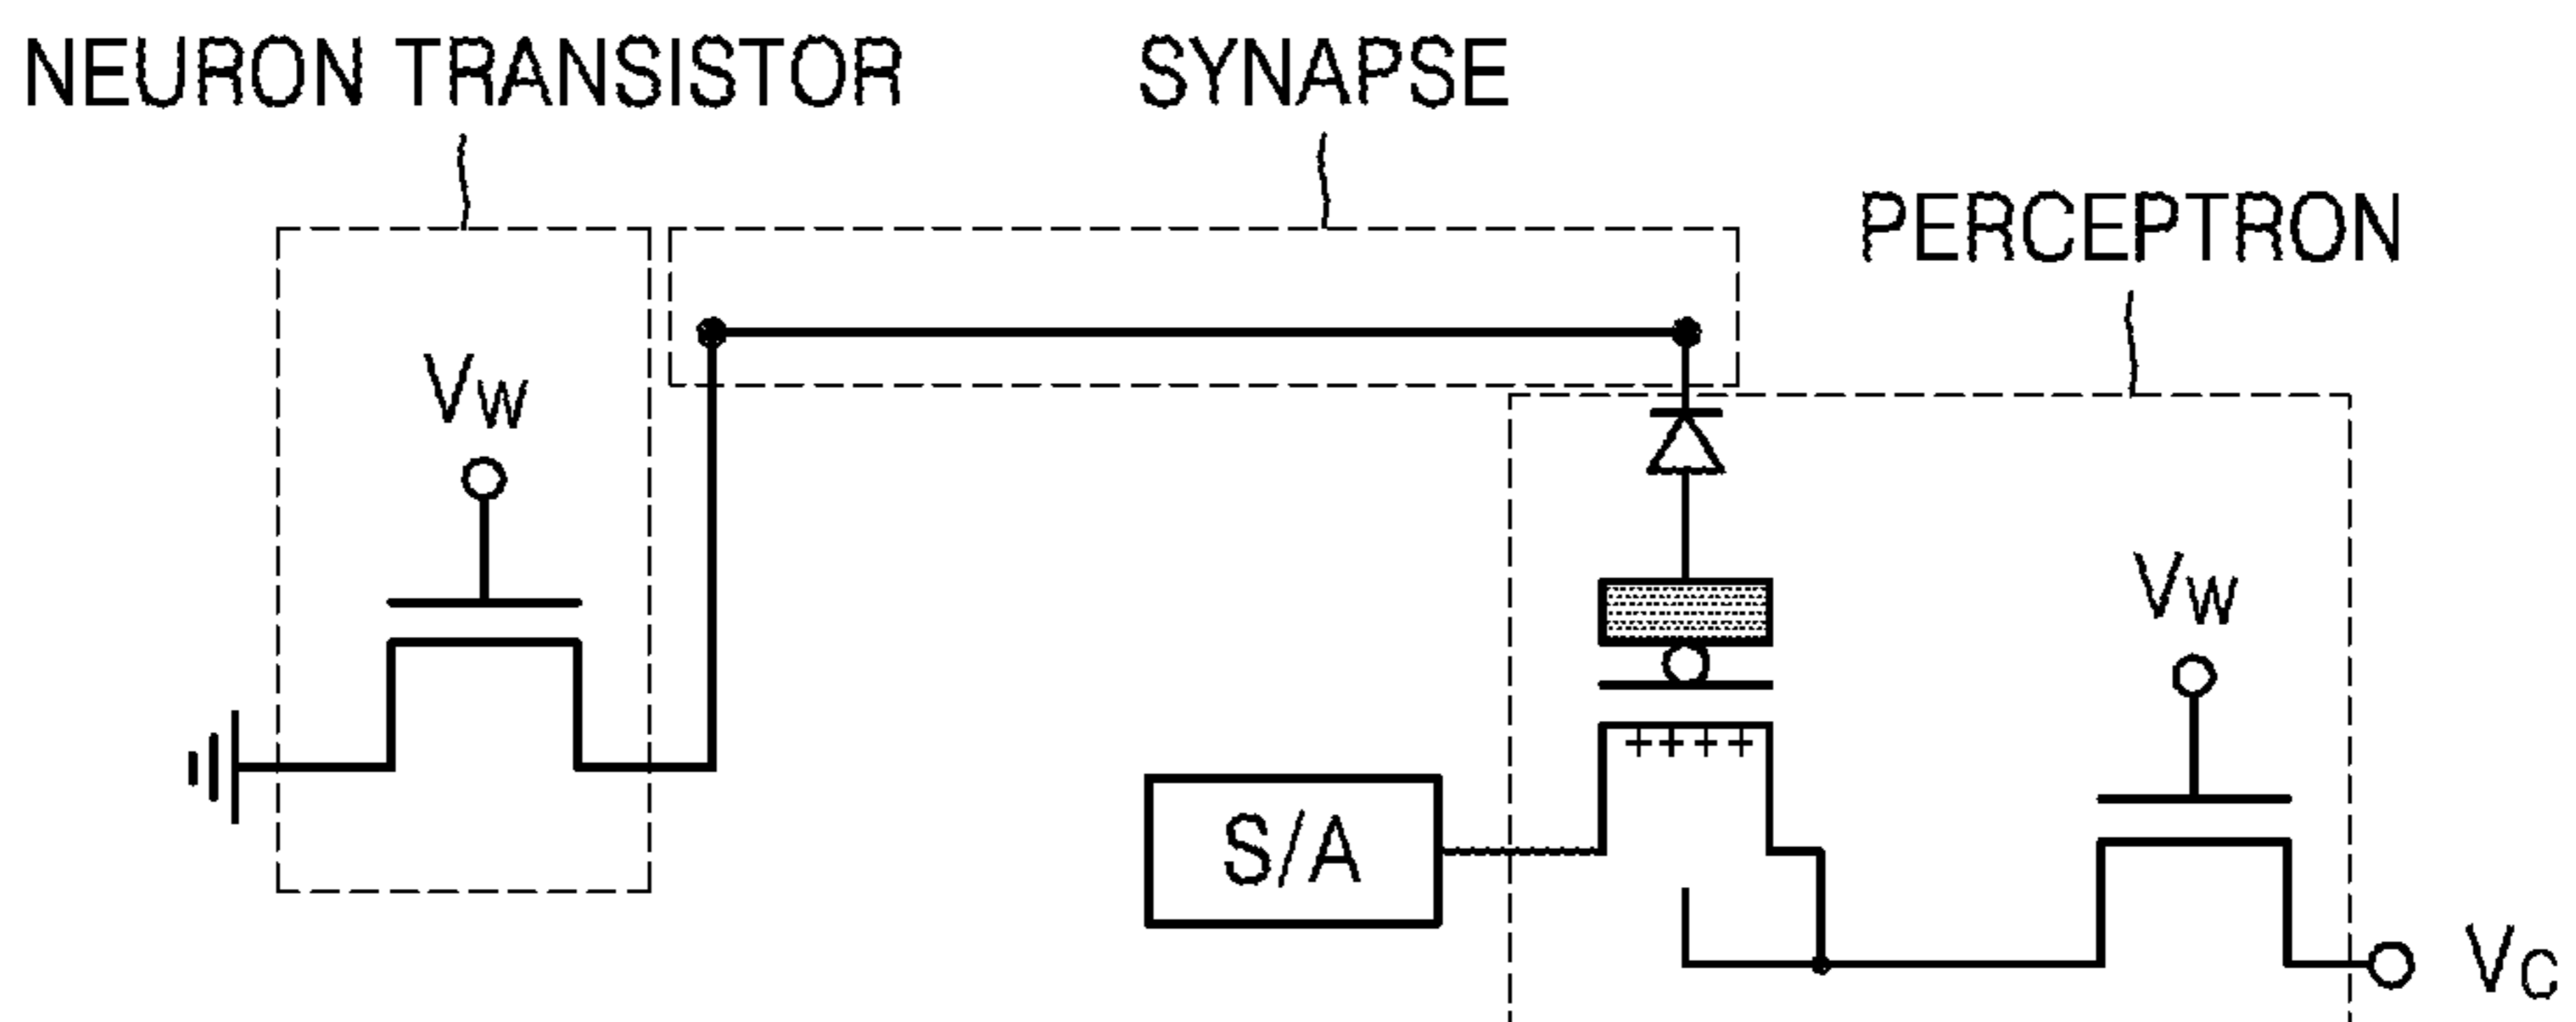 NEURON TRANSISTOR
SYNAPSE
PERCEPTRON
VW
VW
++++
S/A
VC